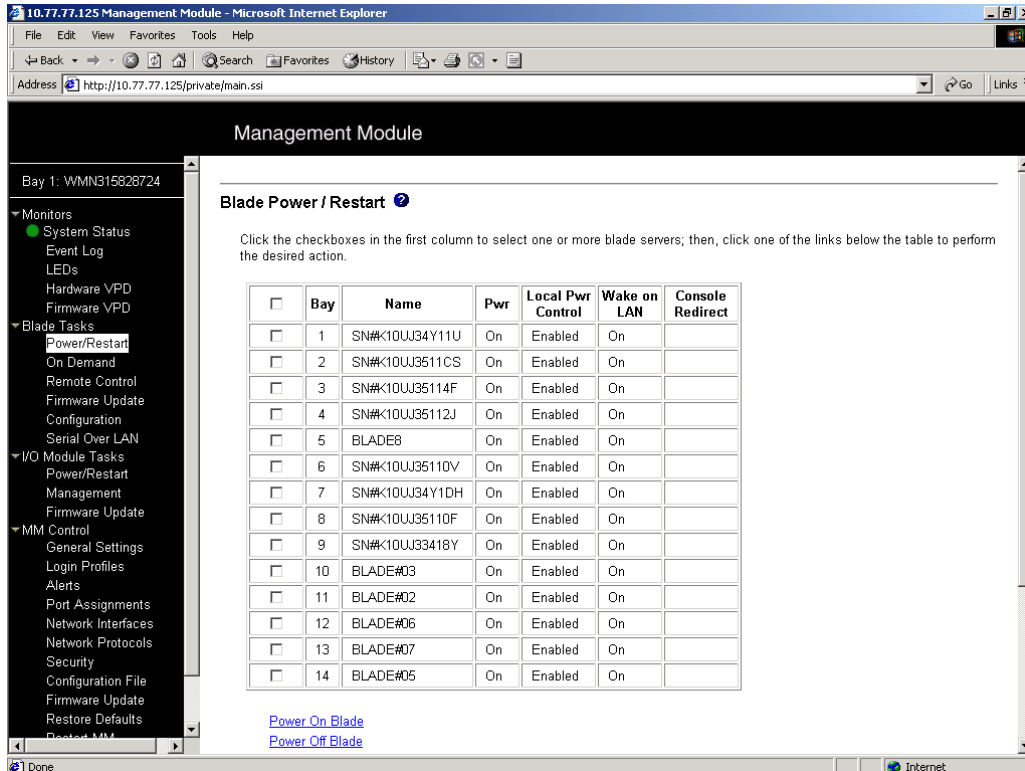 10.77.77.125 Management Module - Microsoft Internet Explorer
File Edit View Favorites Tools Help
Back Search Favorites History
Address http://10.77.77.125/private/main.ssi Go Links
Management Module
Bay 1: WMN315828724
Monitors
System Status
Event Log
LEDs
Hardware VPD
Firmware VPD
Blade Tasks
Power/Restart
On Demand
Remote Control
Firmware Update
Configuration
Serial Over LAN
I/O Module Tasks
Power/Restart
Management
Firmware Update
MM Control
General Settings
Login Profiles
Alerts
Port Assignments
Network Interfaces
Network Protocols
Security
Configuration File
Firmware Update
Restore Defaults
Restart MM
Blade Power / Restart ?
Click the checkboxes in the first column to select one or more blade servers; then, click one of the links below the table to perform
the desired action.
Bay Name Pwr Local Pwr Control Wake on LAN Console Redirect
1 SN#K10UJ34Y11U On Enabled On
2 SN#K10UJ3511CS On Enabled On
3 SN#K10UJ35114F On Enabled On
4 SN#K10UJ35112J On Enabled On
5 BLADE8 On Enabled On
6 SN#K10UJ35110V On Enabled On
7 SN#K10UJ34Y1DH On Enabled On
8 SN#K10UJ35110F On Enabled On
9 SN#K10UJ33418Y On Enabled On
10 BLADE#03 On Enabled On
11 BLADE#02 On Enabled On
12 BLADE#06 On Enabled On
13 BLADE#07 On Enabled On
14 BLADE#05 On Enabled On
Power On Blade
Power Off Blade
Done Internet